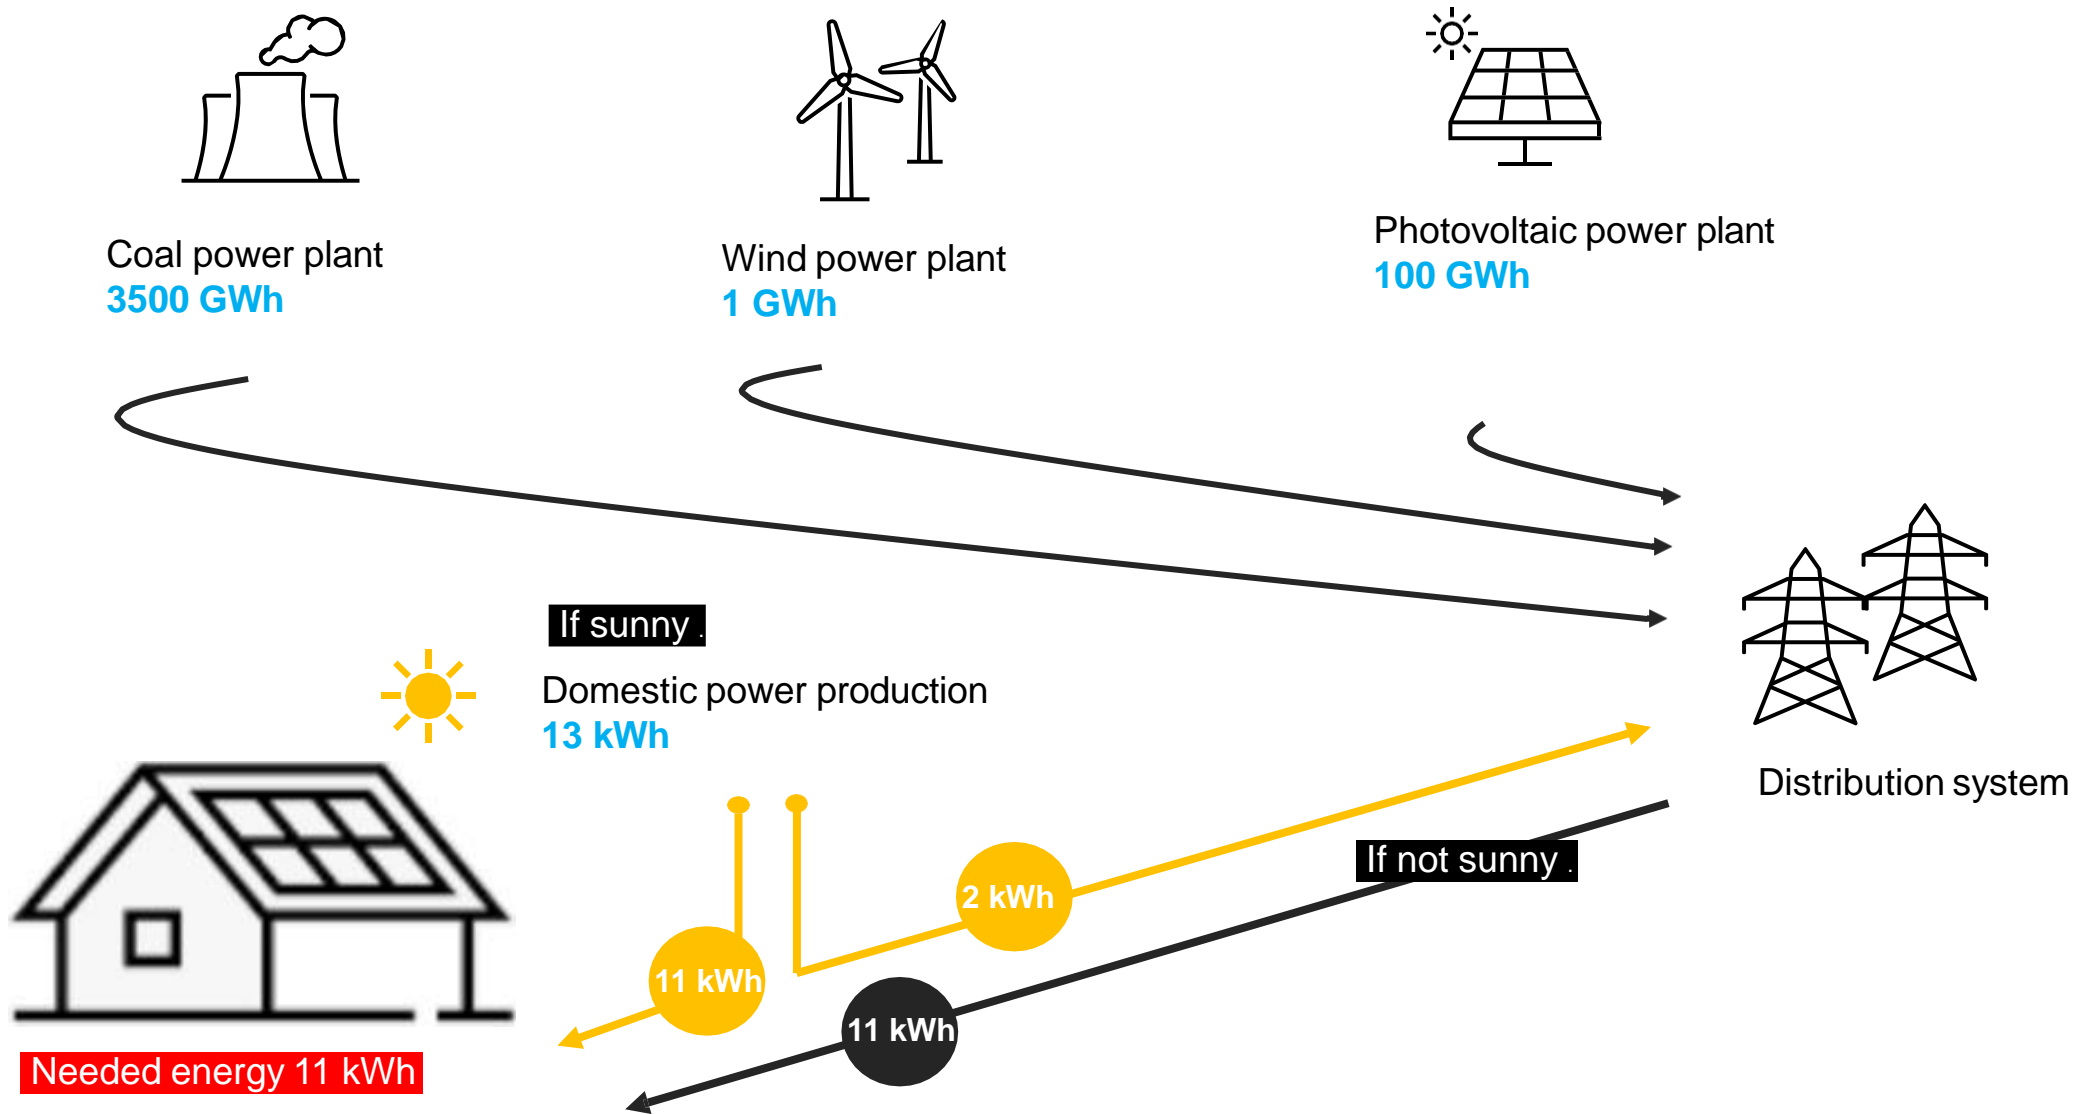 Coal power plant
3500 GWh
Wind power plant
1 GWh
Photovoltaic power plant
100 GWh
If sunny .
Domestic power production
13 kWh
Distribution system
If not sunny .
2 kWh
11 kWh
11 kWh
Needed energy 11 kWh